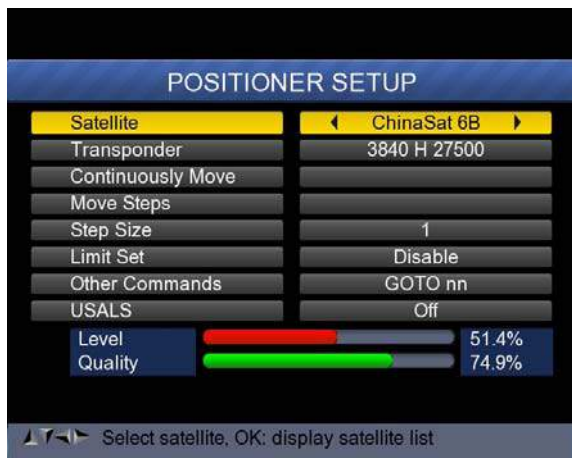 POSITIONER SETUP
Satellite ChinaSat 6B
Transponder 3840 H 27500
Continuously Move
Move Steps
Step Size 1
Limit Set Disable
Other Commands GOTO nn
USALS Off
Level 51.4%
Quality 74.9%
Select satellite, OK: display satellite list